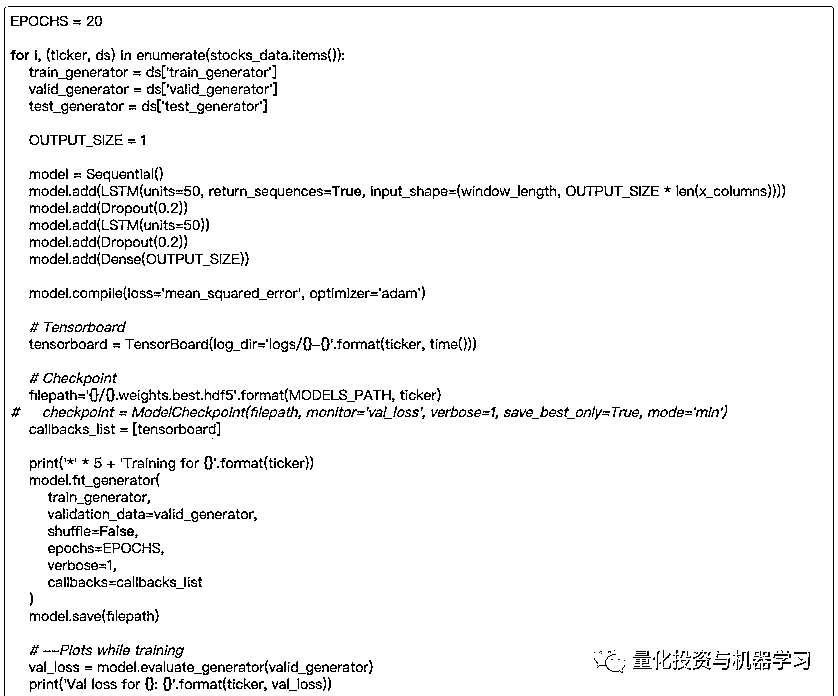 EPOCHS = 20
for i, (ticker, ds) in enumerate(stocks_data.items()):
train_generator = ds['train_generator']
valid_generator = ds['valid_generator']
test_generator = ds['test_generator']
OUTPUT_SIZE = 1
model = Sequential()
model.add(LSTM(units=50, return_sequences=True, input_shape=(window_length, OUTPUT_SIZE * len(x_columns))))
model.add(Dropout(0.2))
model.add(LSTM(units=50))
model.add(Dropout(0.2))
model.add(Dense(OUTPUT_SIZE))
model.compile(loss='mean_squared_error', optimizer='adam')
# Tensorboard
tensorboard = TensorBoard(log_dir='logs/{}-{}'.format(ticker, time()))
# Checkpoint
filepath='{}/{}.weights.best.hdf5'.format(MODELS_PATH, ticker)
# checkpoint = ModelCheckpoint(filepath, monitor='val_loss', verbose=1, save_best_only=True, mode='min')
callbacks_list = [tensorboard]
print('*' * 5 + 'Training for {}'.format(ticker))
model.fit_generator(
train_generator,
validation_data=valid_generator,
shuffle=False,
epochs=EPOCHS,
verbose=1,
callbacks=callbacks_list
)
model.save(filepath)
# ~~Plots while training
val_loss = model.evaluate_generator(valid_generator)
print('Val loss for {}: {}'.format(ticker, val_loss))
量化投资与机器学习